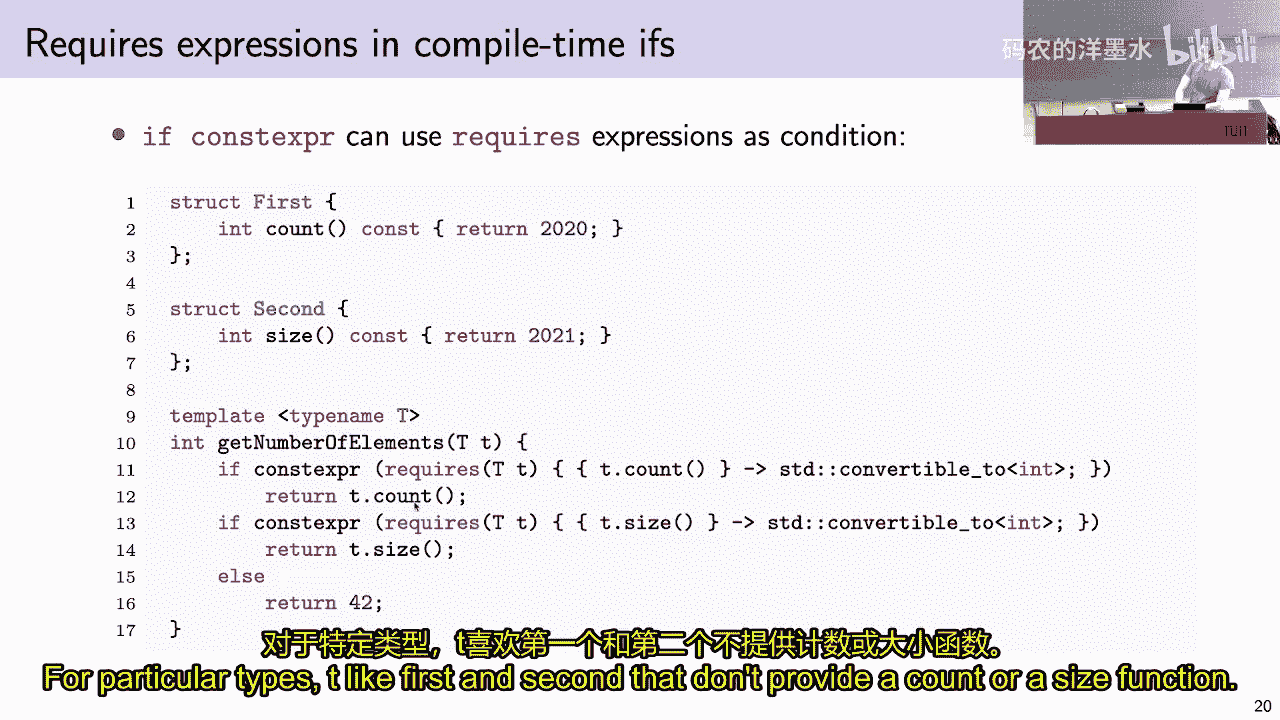 Requires expressions in compile-time ifs
码农的洋墨水 bilibili
TUM
if constexpr can use requires expressions as condition:
1 struct First {
2 int count() const { return 2020; }
3 };
4
5 struct Second {
6 int size() const { return 2021; }
7 };
8
9 template <typename T>
10 int getNumberOfElements(T t) {
11 if constexpr (requires(T t) { { t.count() } -> std::convertible_to<int>; })
12 return t.count();
13 if constexpr (requires(T t) { { t.size() } -> std::convertible_to<int>; })
14 return t.size();
15 else
16 return 42;
17 }
对于特定类型，t喜欢第一个和第二个不提供计数或大小函数。
For particular types, t like first and second that don't provide a count or a size function.
20